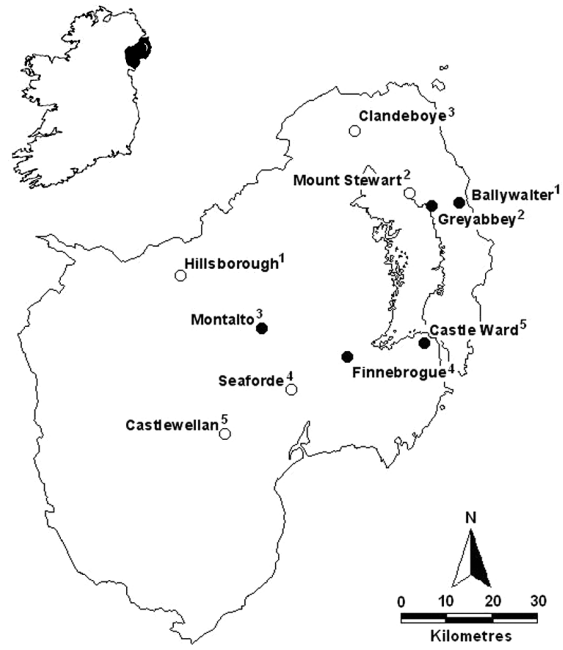 Clandeboye3
Mount Stewart2
Ballywalter1
Greyabbey2
Hillsborough1
Montalto3
Castle Ward5
Finnebrogue4
Seaforde4
Castlewellan5
N
0 10 20 30
Kilometres